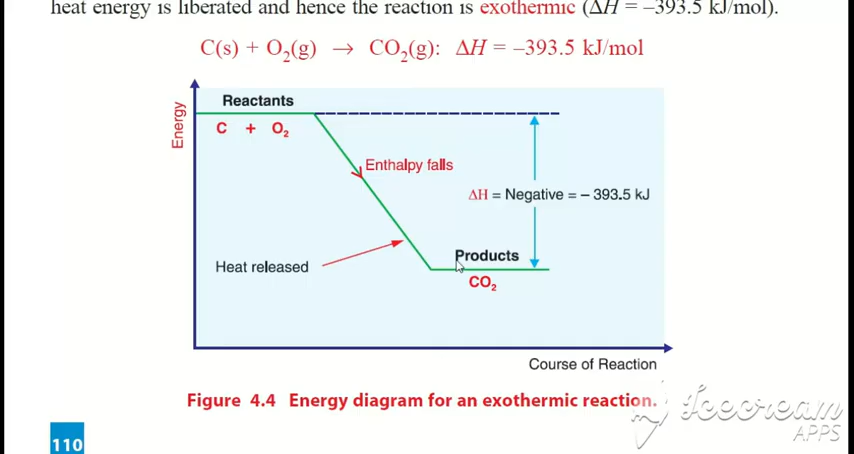 heat energy is liberated and hence the reaction is exothermic (ΔH = –393.5 kJ/mol).
C(s) + O₂(g) → CO₂(g): ΔH = –393.5 kJ/mol
Energy
Reactants
C + O₂
Enthalpy falls
ΔH = Negative = – 393.5 kJ
Heat released
Products
CO₂
Course of Reaction
Figure 4.4 Energy diagram for an exothermic reaction.
Icecream
APPS
110